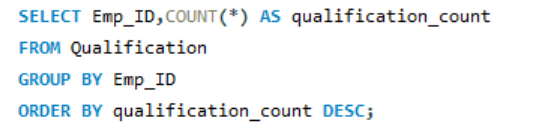 SELECT Emp_ID,COUNT(*) AS qualification_count
FROM Qualification
GROUP BY Emp_ID
ORDER BY qualification_count DESC;